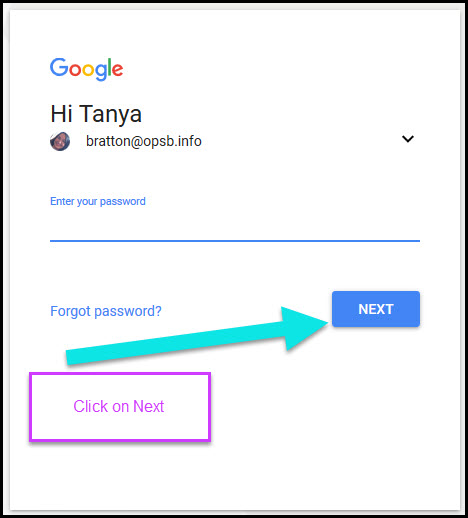 Google
Hi Tanya
bratton@opsb.info
Enter your password
Forgot password?
NEXT
Click on Next